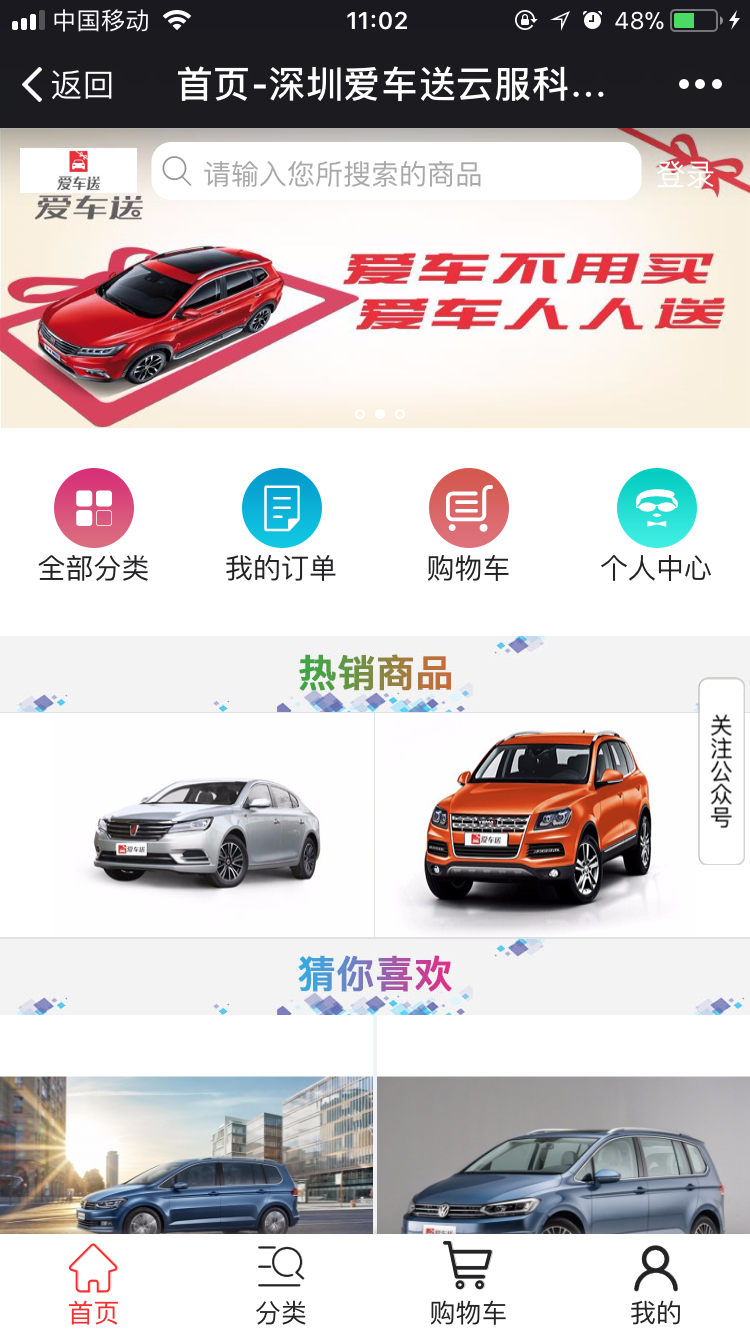 中国移动
11:02
48%
返回
首页-深圳爱车送云服科...
爱车送
请输入您所搜索的商品
登录
爱车送
爱车不用买
爱车人人送
全部分类
我的订单
购物车
个人中心
热销商品
关注公众号
爱车送
爱车送
猜你喜欢
爱车送
首页
分类
购物车
我的